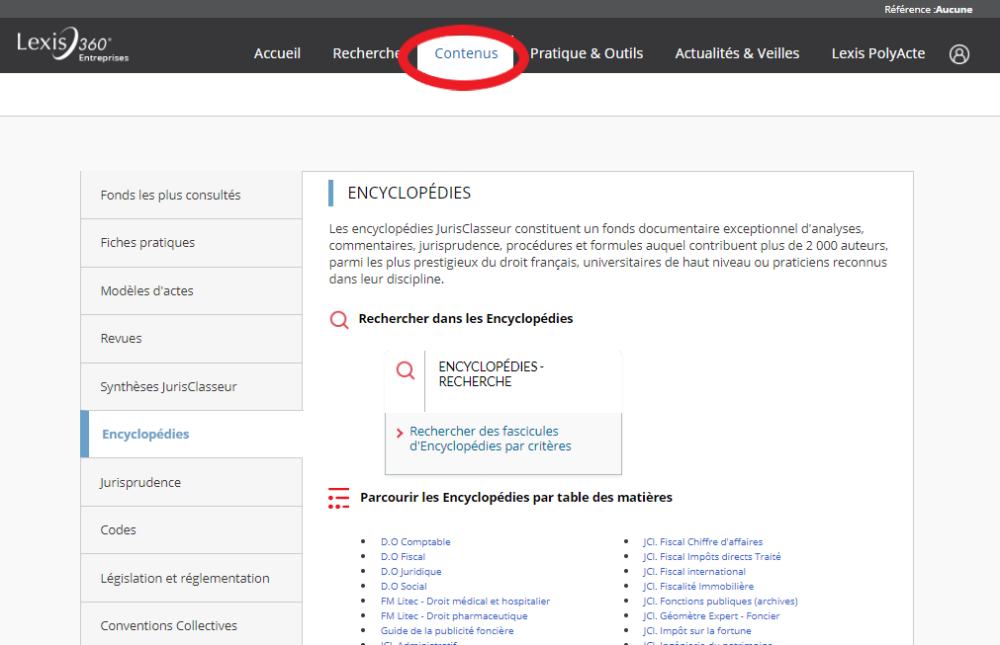 Référence :Aucune
Lexis 360®
Entreprises
Accueil
Recherche
Contenus
Pratique & Outils
Actualités & Veilles
Lexis PolyActe
Fonds les plus consultés
Fiches pratiques
Modèles d'actes
Revues
Synthèses JurisClasseur
Encyclopédies
Jurisprudence
Codes
Législation et réglementation
Conventions Collectives
ENCYCLOPÉDIES
Les encyclopédies JurisClasseur constituent un fonds documentaire exceptionnel d'analyses,
commentaires, jurisprudence, procédures et formules auquel contribuent plus de 2 000 auteurs,
parmi les plus prestigieux du droit français, universitaires de haut niveau ou praticiens reconnus
dans leur discipline.
Rechercher dans les Encyclopédies
ENCYCLOPÉDIES -
RECHERCHE
Rechercher des fascicules
d'Encyclopédies par critères
Parcourir les Encyclopédies par table des matières
D.O Comptable
D.O Fiscal
D.O Juridique
D.O Social
FM Litec - Droit médical et hospitalier
FM Litec - Droit pharmaceutique
Guide de la publicité foncière
JCl. Administratif
JCl. Fiscal Chiffre d'affaires
JCl. Fiscal Impôts directs Traité
JCl. Fiscal international
JCl. Fiscalité Immobilière
JCl. Fonctions publiques (archives)
JCl. Géomètre Expert - Foncier
JCl. Impôt sur la fortune
JCl. Ingénierie du patrimoine